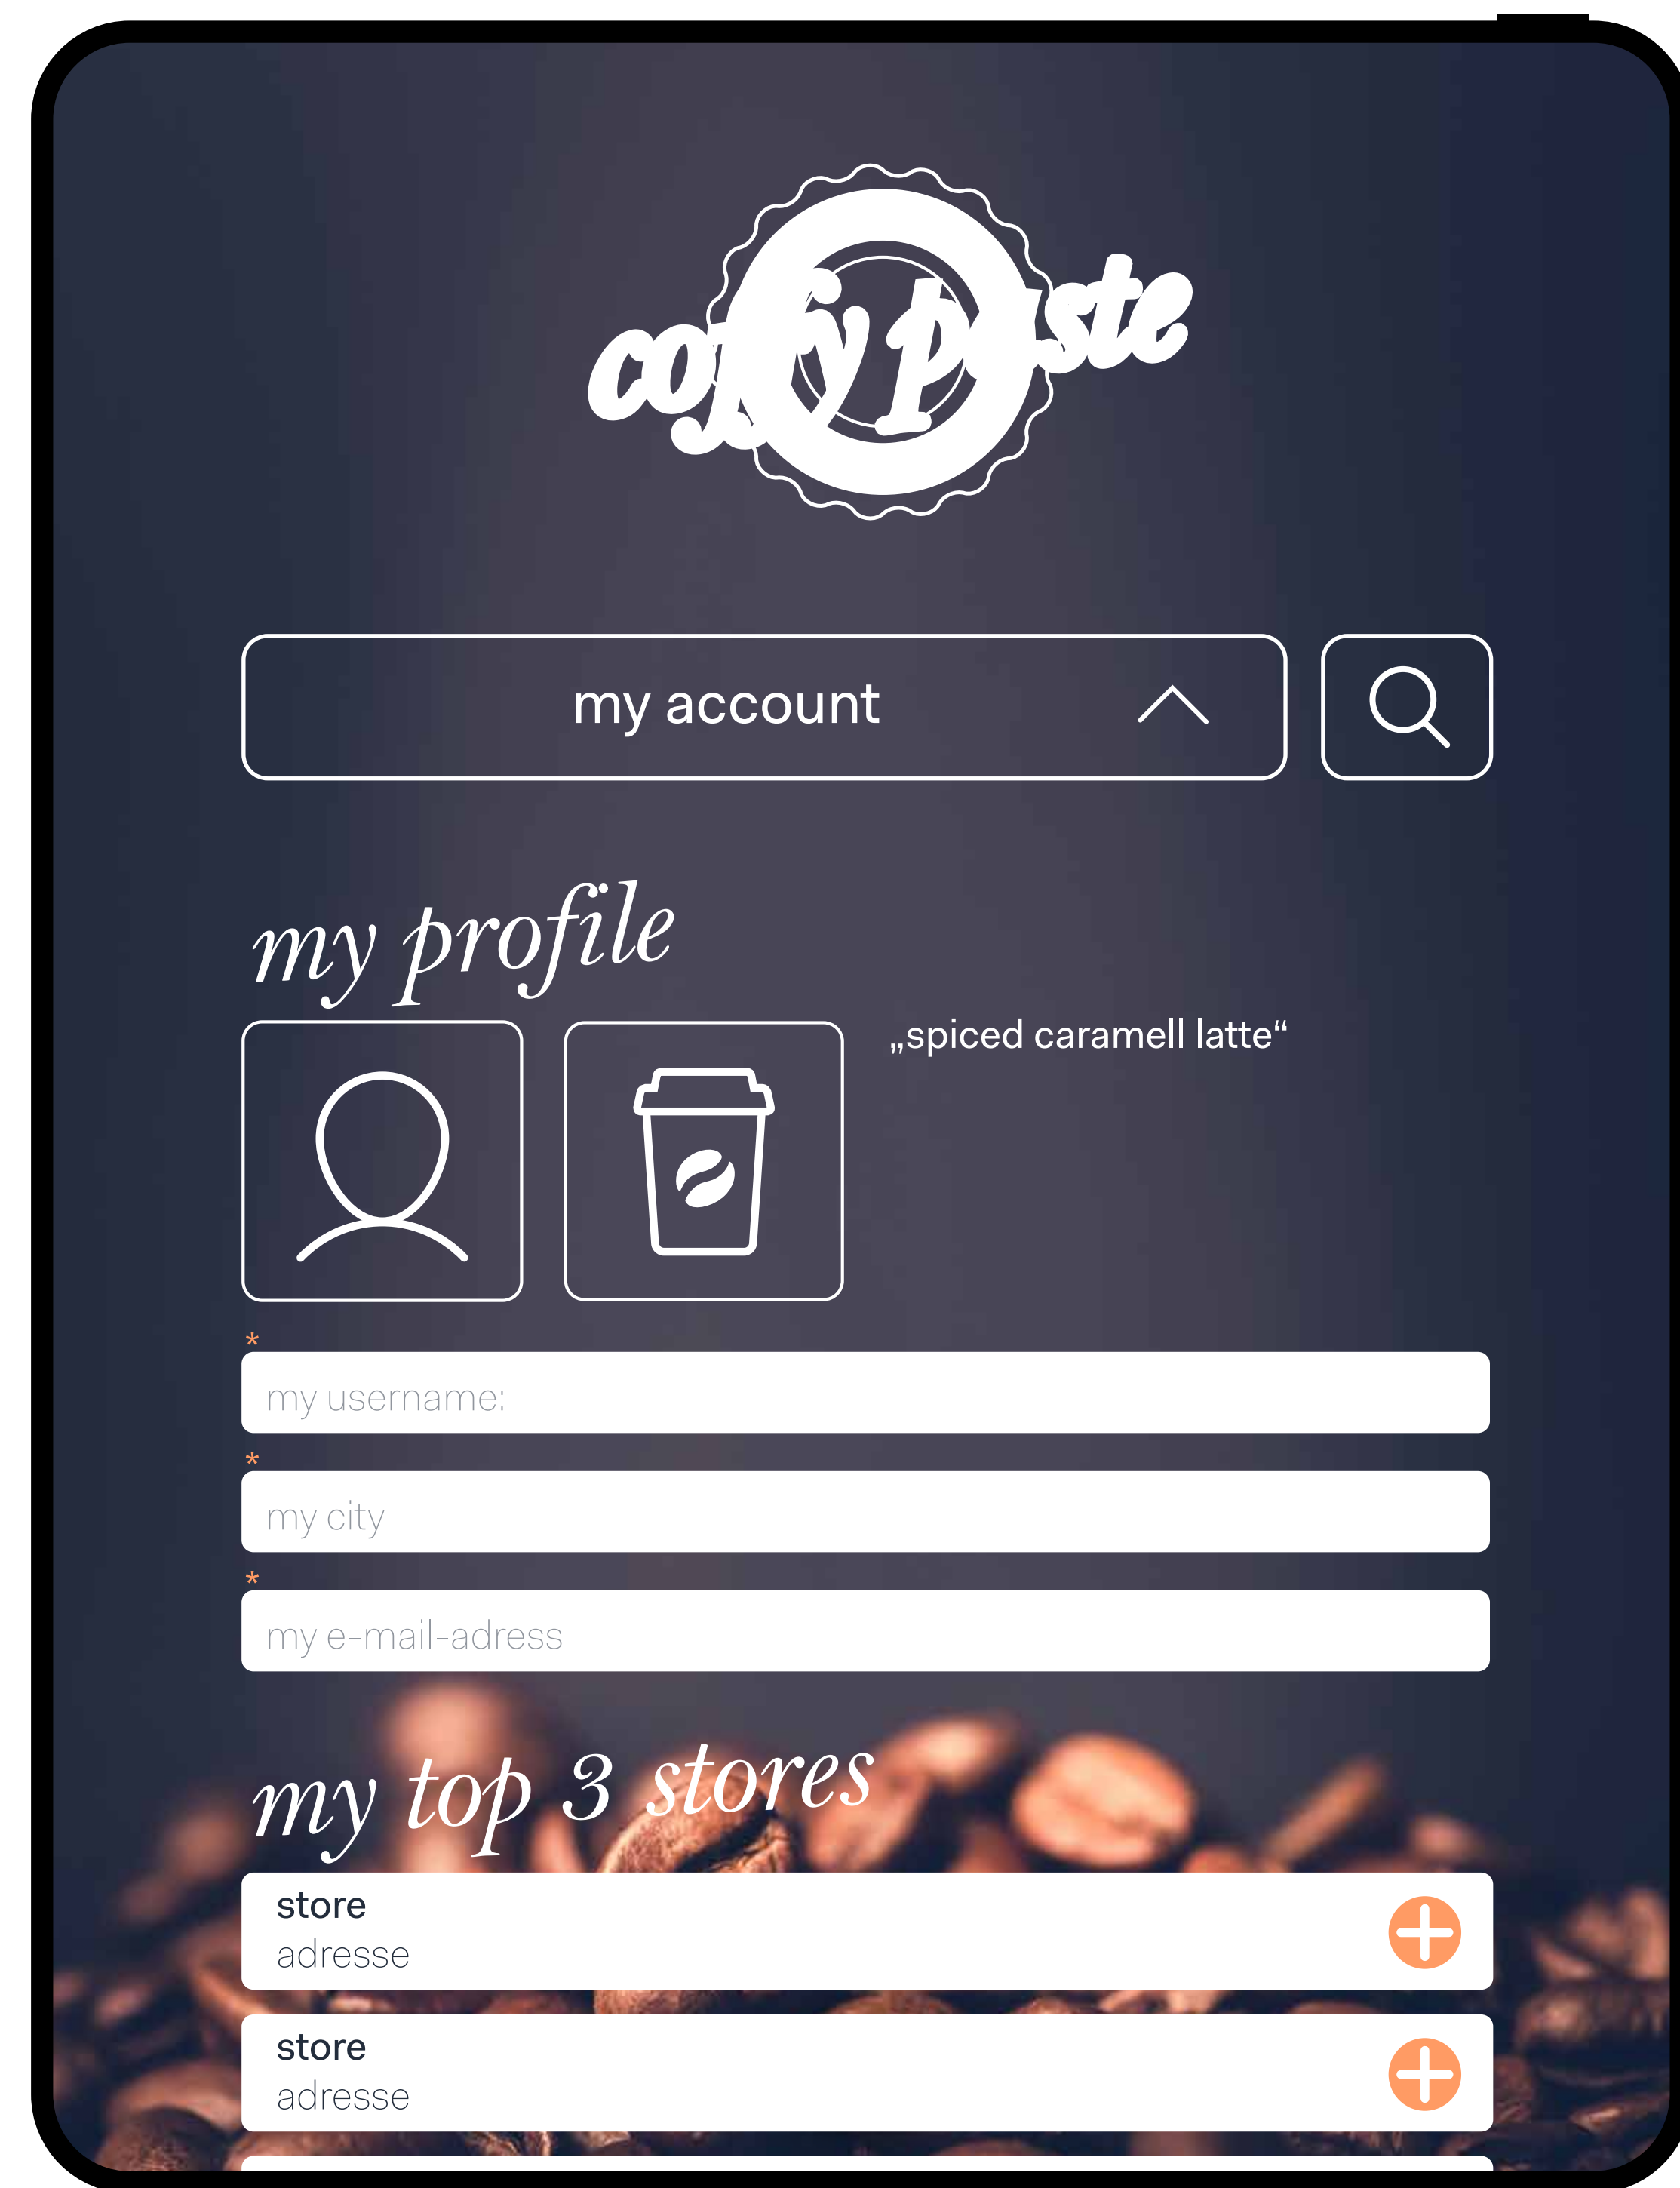 coffy paste
my account
my profile
„spiced caramell latte“
*
my username:
*
my city
*
my e-mail-adress
my top 3 stores
store
adresse
store
adresse